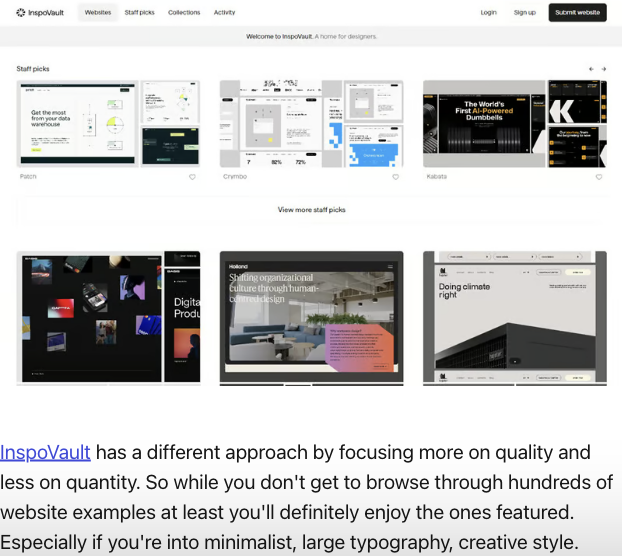 InspoVault
Websites
Staff picks
Collections
Activity
Login
Sign up
Submit website
Welcome to InspoVault. A home for designers.
Staff picks
Get the most
from your data
warehouse
7 82% 72%
The World's
First AI-Powered
Dumbbells
Patch
Crymbo
Kabata
View more staff picks
Digita
Produ
Holland
Shifting organizational
culture through human-
centred design
Doing climate
right
InspoVault has a different approach by focusing more on quality and
less on quantity. So while you don't get to browse through hundreds of
website examples at least you'll definitely enjoy the ones featured.
Especially if you're into minimalist, large typography, creative style.